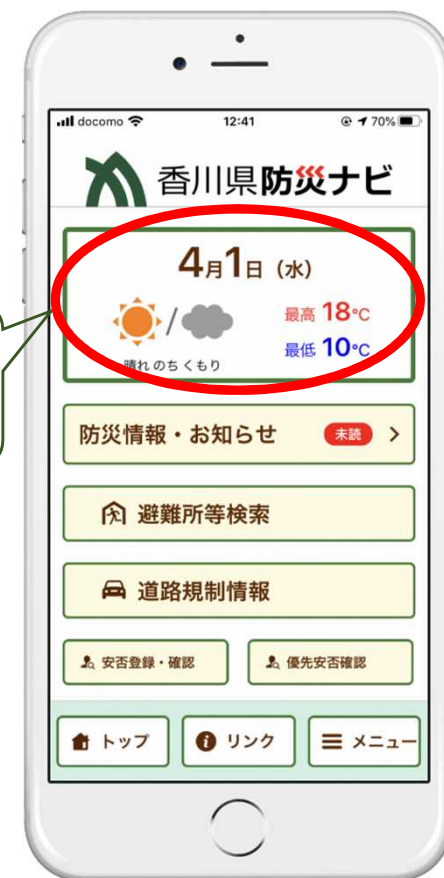 docomo 12:41 70%
香川県防災ナビ
4月1日（水）
晴れ のち くもり
最高 18℃
最低 10℃
防災情報・お知らせ 未読
避難所等検索
道路規制情報
安否登録・確認 優先安否確認
トップ リンク メニュー